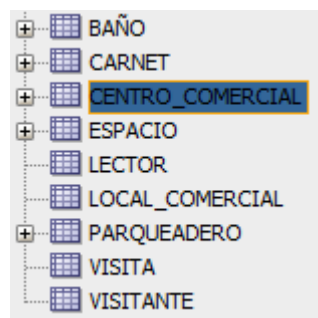 BAÑO
CARNET
CENTRO_COMERCIAL
ESPACIO
LECTOR
LOCAL_COMERCIAL
PARQUEADERO
VISITA
VISITANTE